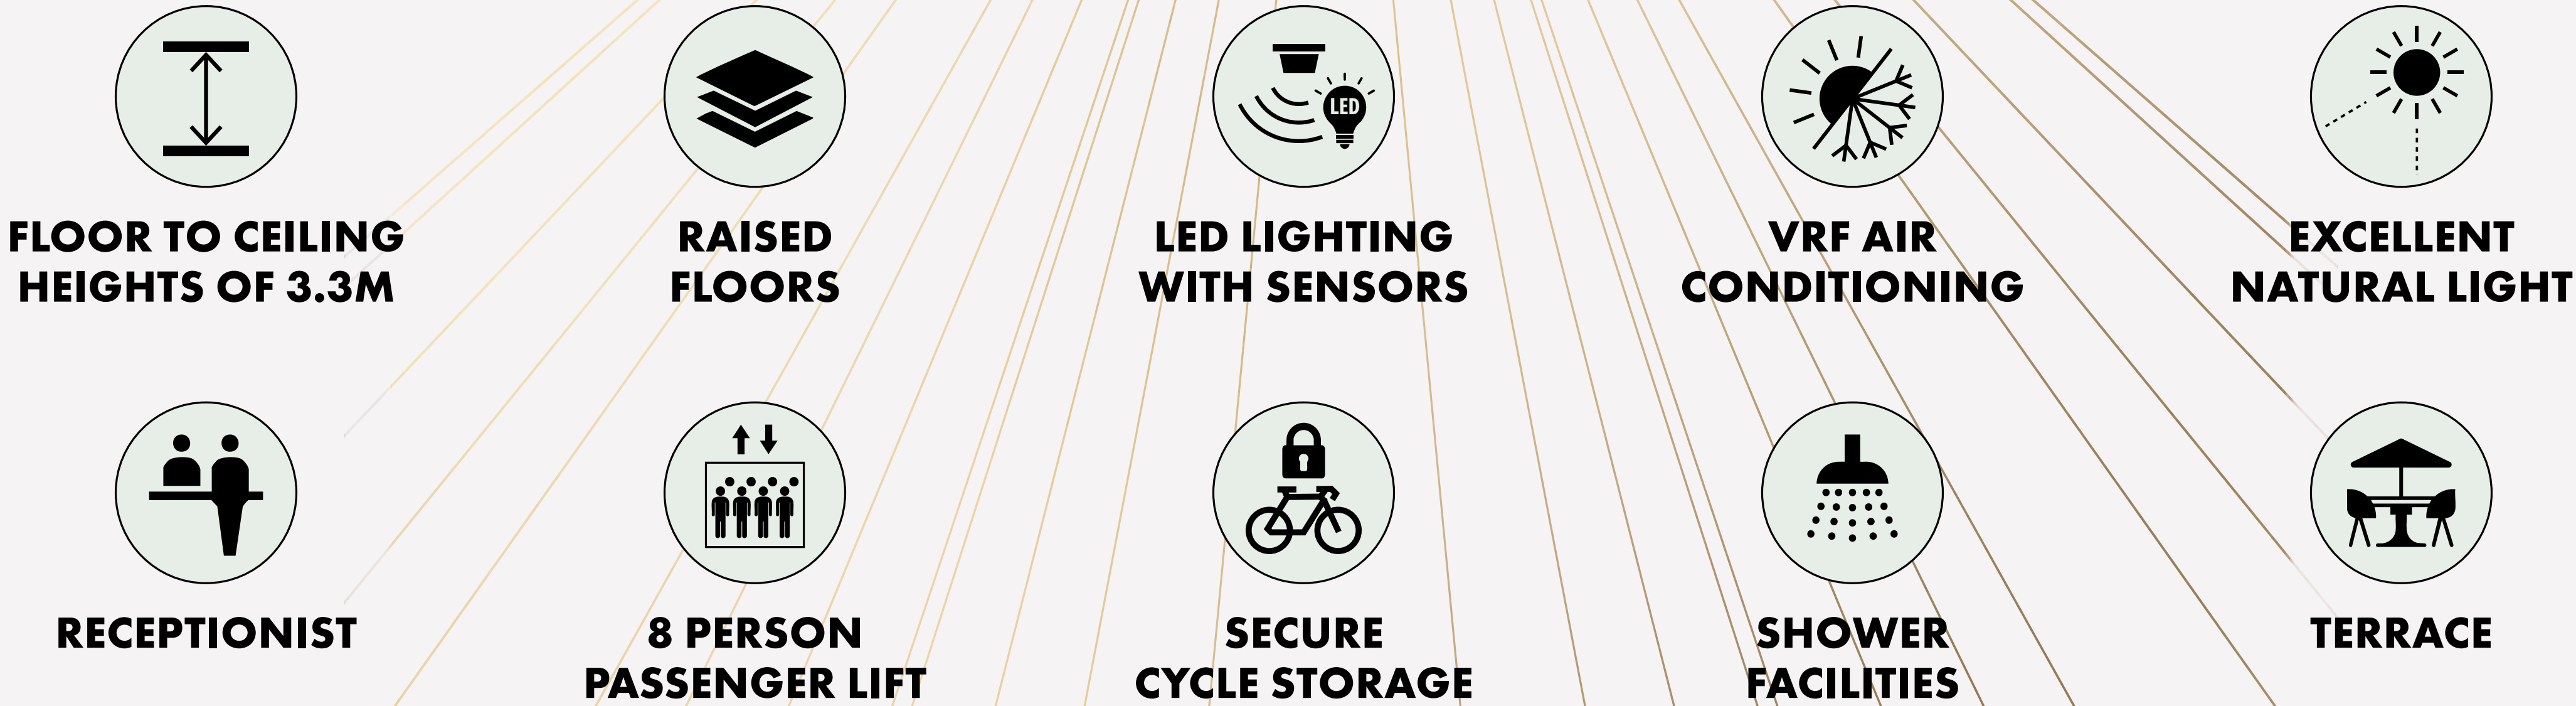 LED
FLOOR TO CEILING
HEIGHTS OF 3.3M
RAISED
FLOORS
LED LIGHTING
WITH SENSORS
VRF AIR
CONDITIONING
EXCELLENT
NATURAL LIGHT
RECEPTIONIST
8 PERSON
PASSENGER LIFT
SECURE
CYCLE STORAGE
SHOWER
FACILITIES
TERRACE